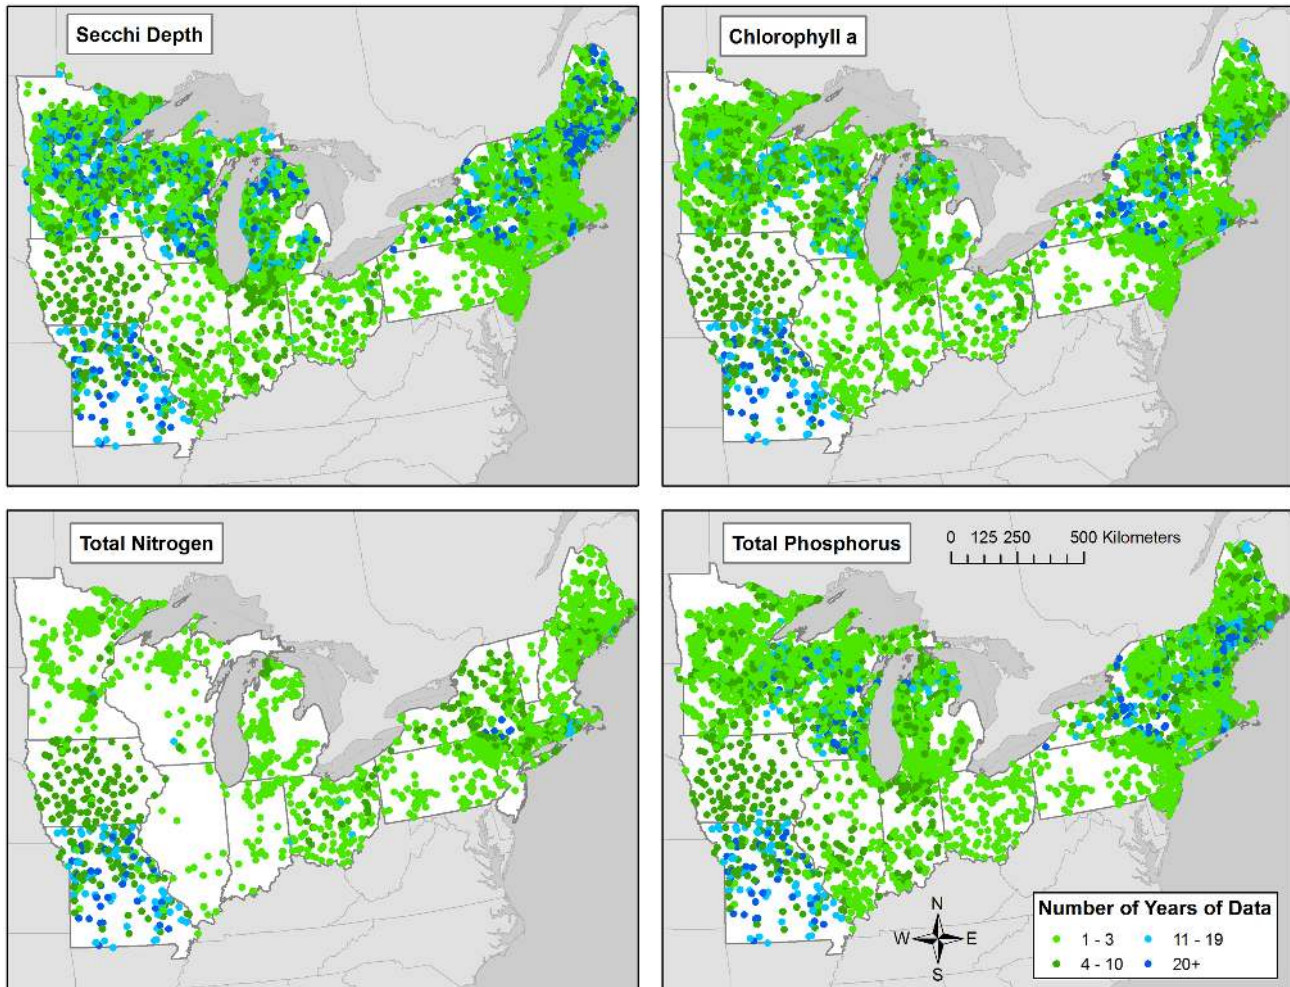 Secchi Depth
Chlorophyll a
Total Nitrogen
Total Phosphorus
0 125 250 500 Kilometers
N
W E
S
Number of Years of Data
1 - 3 11 - 19
4 - 10 20+